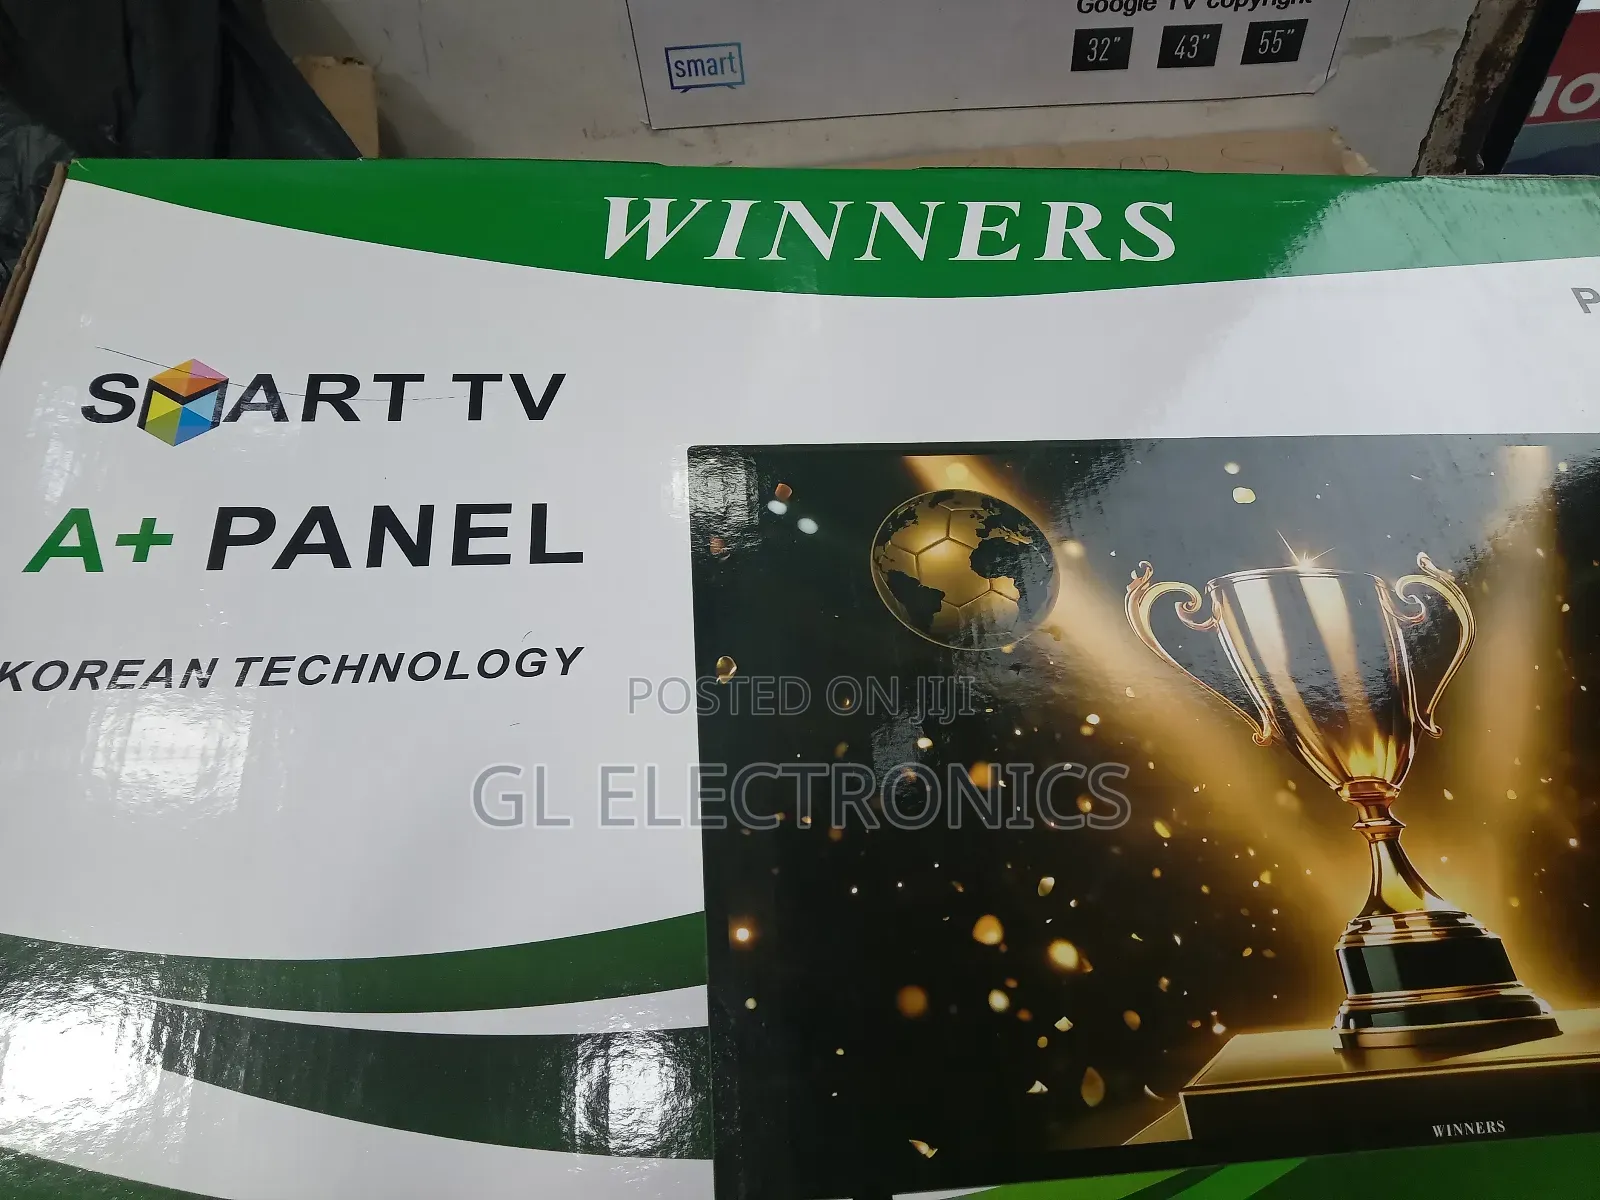 Google TV copyright
smart
32" 43" 55"
WINNERS
SMART TV
A+ PANEL
KOREAN TECHNOLOGY
POSTED ON JIJI
GL ELECTRONICS
WINNERS